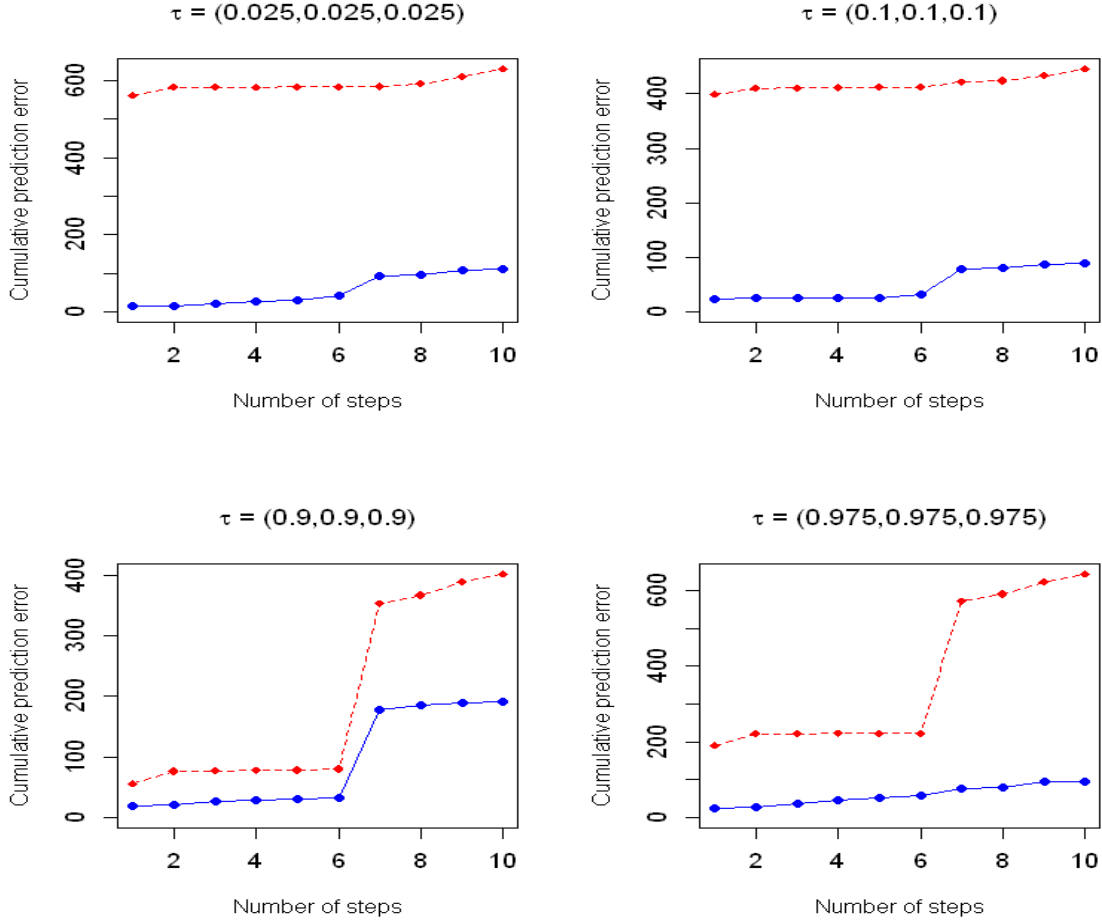 τ = (0.025,0.025,0.025)
Cumulative prediction error
0 200 400 600
2 4 6 8 10
Number of steps
τ = (0.1,0.1,0.1)
Cumulative prediction error
0 100 200 300 400
2 4 6 8 10
Number of steps
τ = (0.9,0.9,0.9)
Cumulative prediction error
0 100 200 300 400
2 4 6 8 10
Number of steps
τ = (0.975,0.975,0.975)
Cumulative prediction error
0 200 400 600
2 4 6 8 10
Number of steps